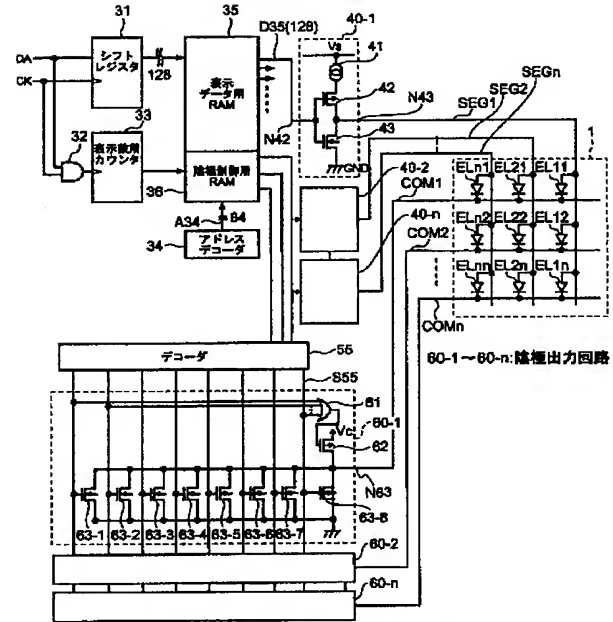 31
35
D35{128}
40-1
Vs
41
DA
シフト
レジスタ
CK
128
表示
データ用
RAM
42
SEGn
SEG2
SEG1
N43
33
N42
43
32
表示数用
カウンタ
陰極制御用
RAM
GND
1
36
40-2
COM1
ELn1 EL21 EL11
A34
64
34
アドレス
デコーダ
40-n
COM2
ELn2 EL22 EL12
ELnn EL2n EL1n
COMn
デコーダ
55
60-1~60-n:陰極出力回路
S55
61
Vc
60-1
62
N63
63-1 63-2 63-3 63-4 63-5 63-6 63-7
63-8
60-2
60-n